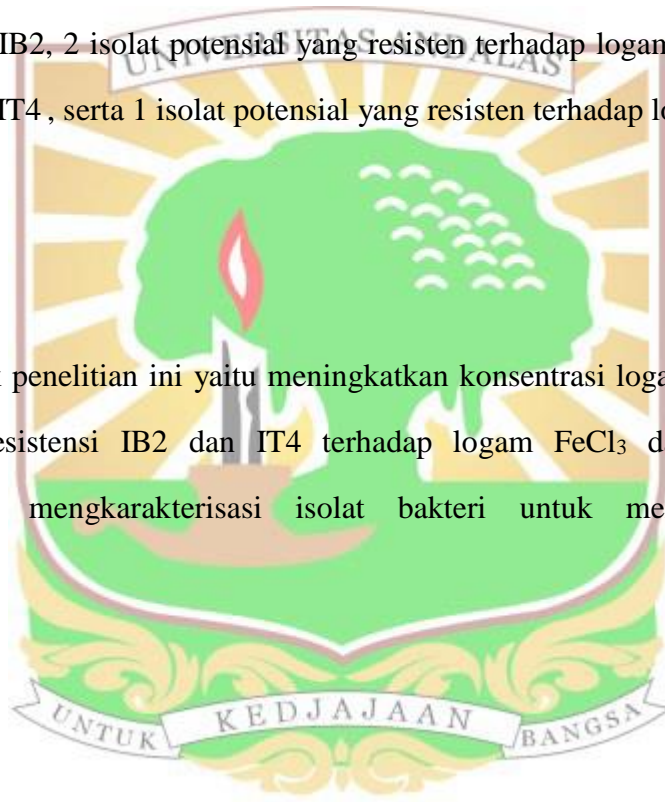 IB2, 2 isolat potensial yang resisten terhadap logam
UNIVERSITAS ANDALAS
IT4 , serta 1 isolat potensial yang resisten terhadap lo
penelitian ini yaitu meningkatkan konsentrasi loga
esistensi IB2 dan IT4 terhadap logam FeCl₃ d
mengkarakterisasi isolat bakteri untuk me
UNTUK KEDJAJAAN BANGSA